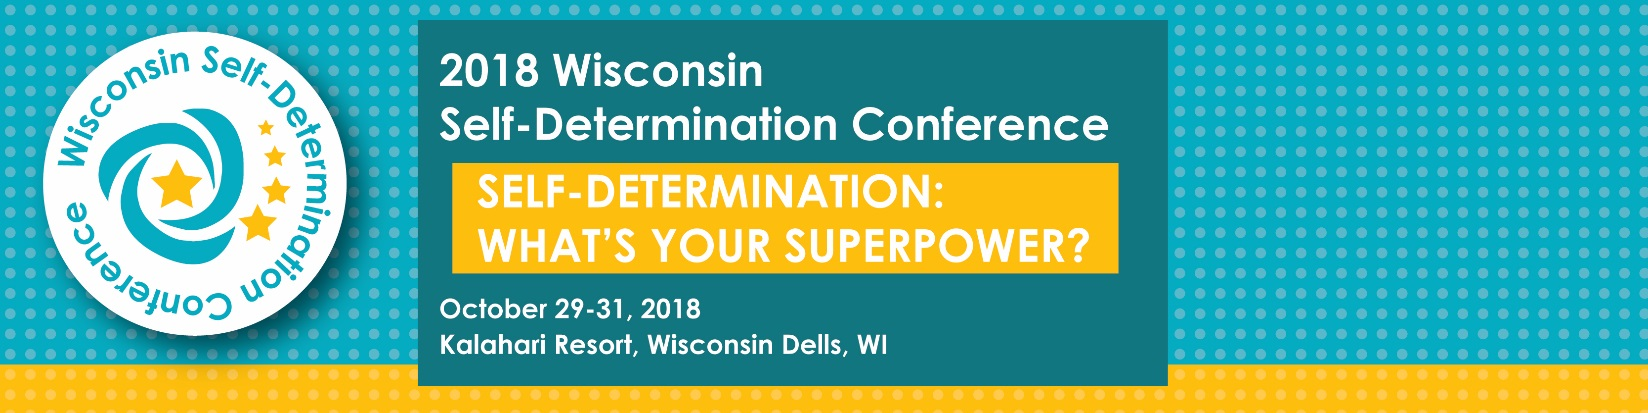 Wisconsin Self-Determination Conference
2018 Wisconsin
Self-Determination Conference
SELF-DETERMINATION:
WHAT'S YOUR SUPERPOWER?
October 29-31, 2018
Kalahari Resort, Wisconsin Dells, WI